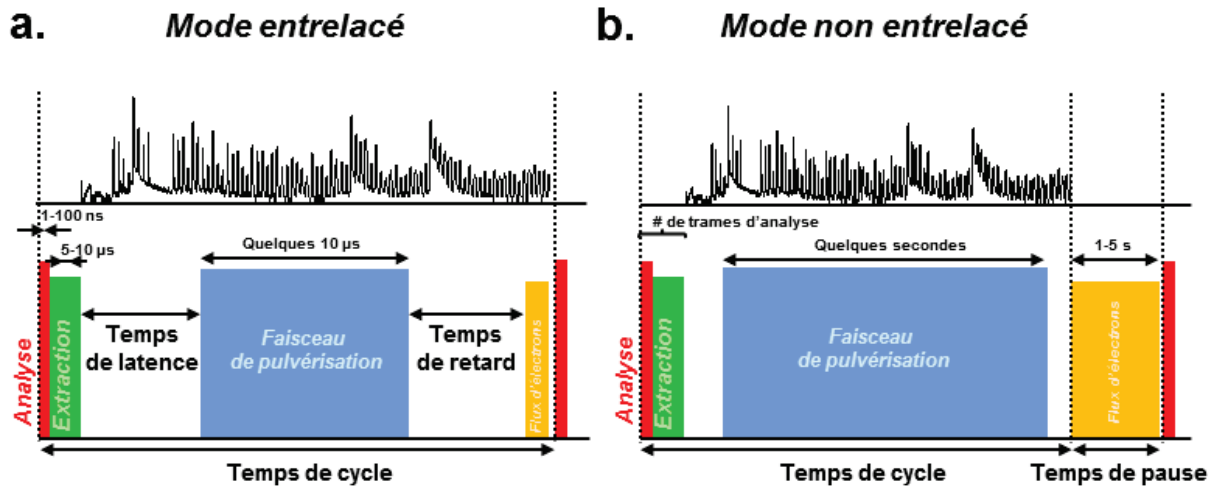 a.
Mode entrelacé
1-100 ns
5-10 µs
Quelques 10 µs
Analyse
Extraction
Temps
de latence
Faisceau
de pulvérisation
Temps
de retard
Flux d'électrons
Temps de cycle
b.
Mode non entrelacé
# de trames d'analyse
Quelques secondes
1-5 s
Analyse
Extraction
Faisceau
de pulvérisation
Flux d'électrons
Temps de cycle
Temps de pause